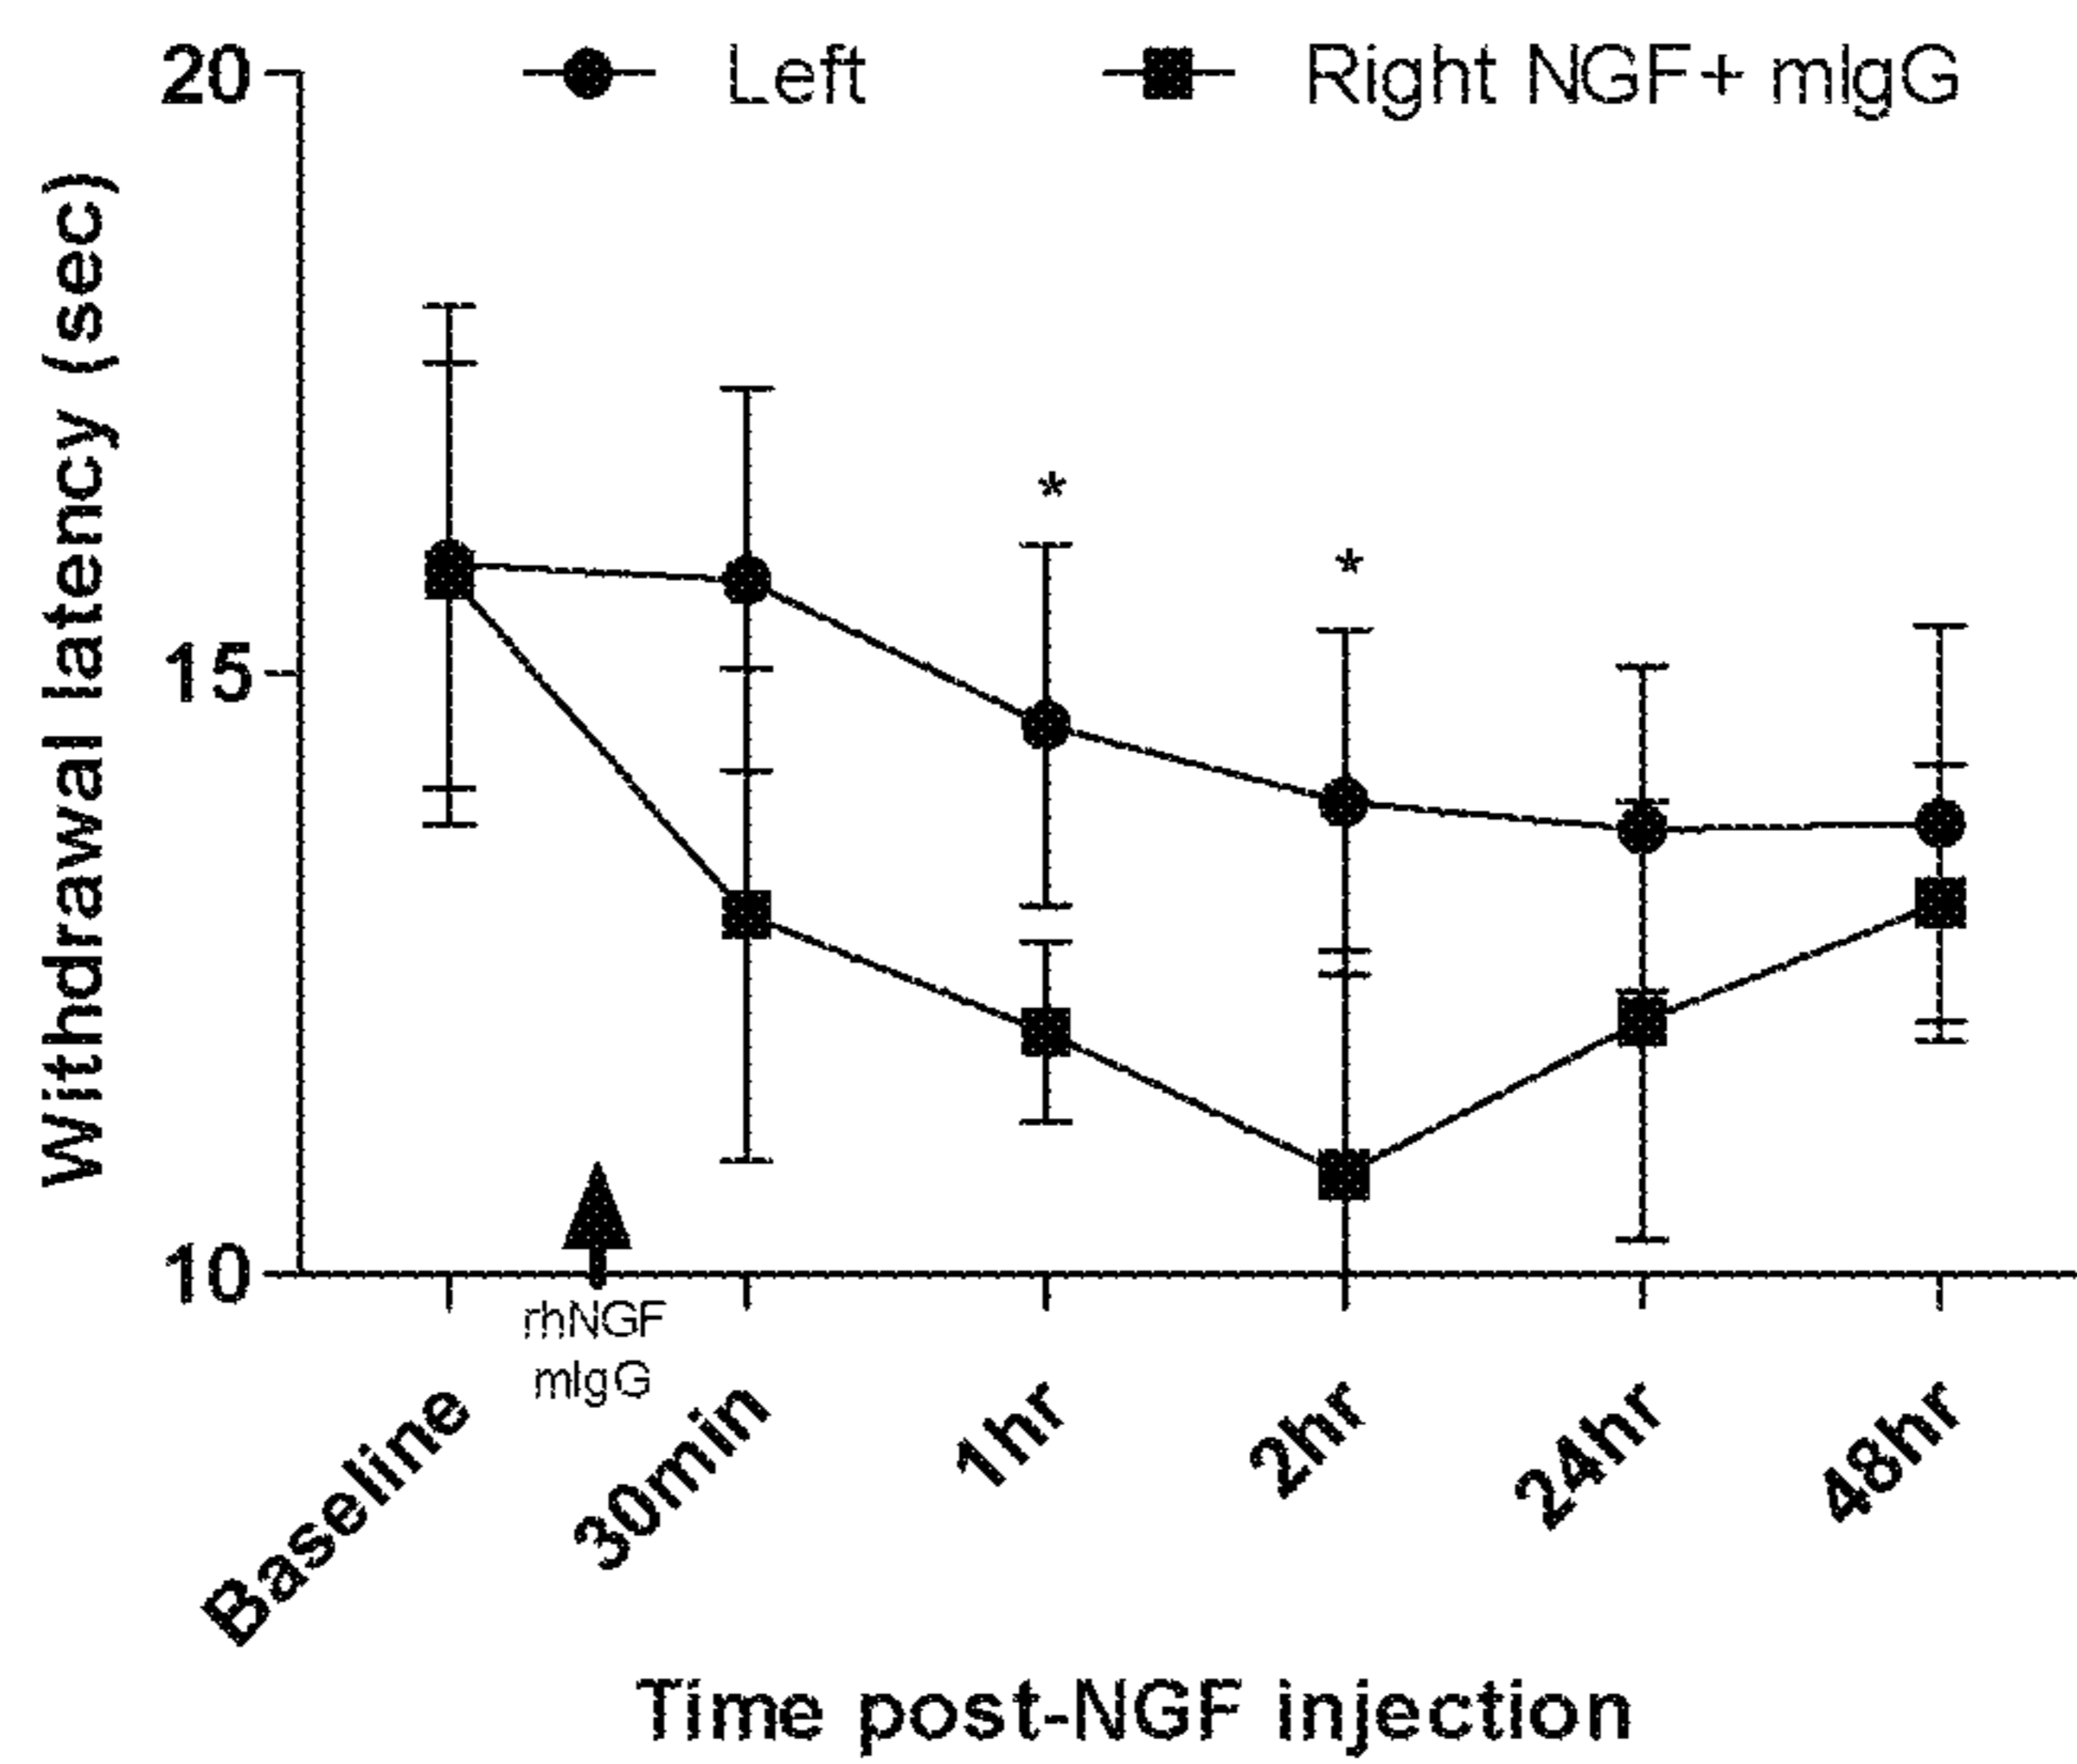 Left
Right NGF+ mIgG
Withdrawal latency (sec)
20
15
10
*
*
rhNGF
mIgG
Baseline
30min
1hr
2hr
24hr
48hr
Time post-NGF injection